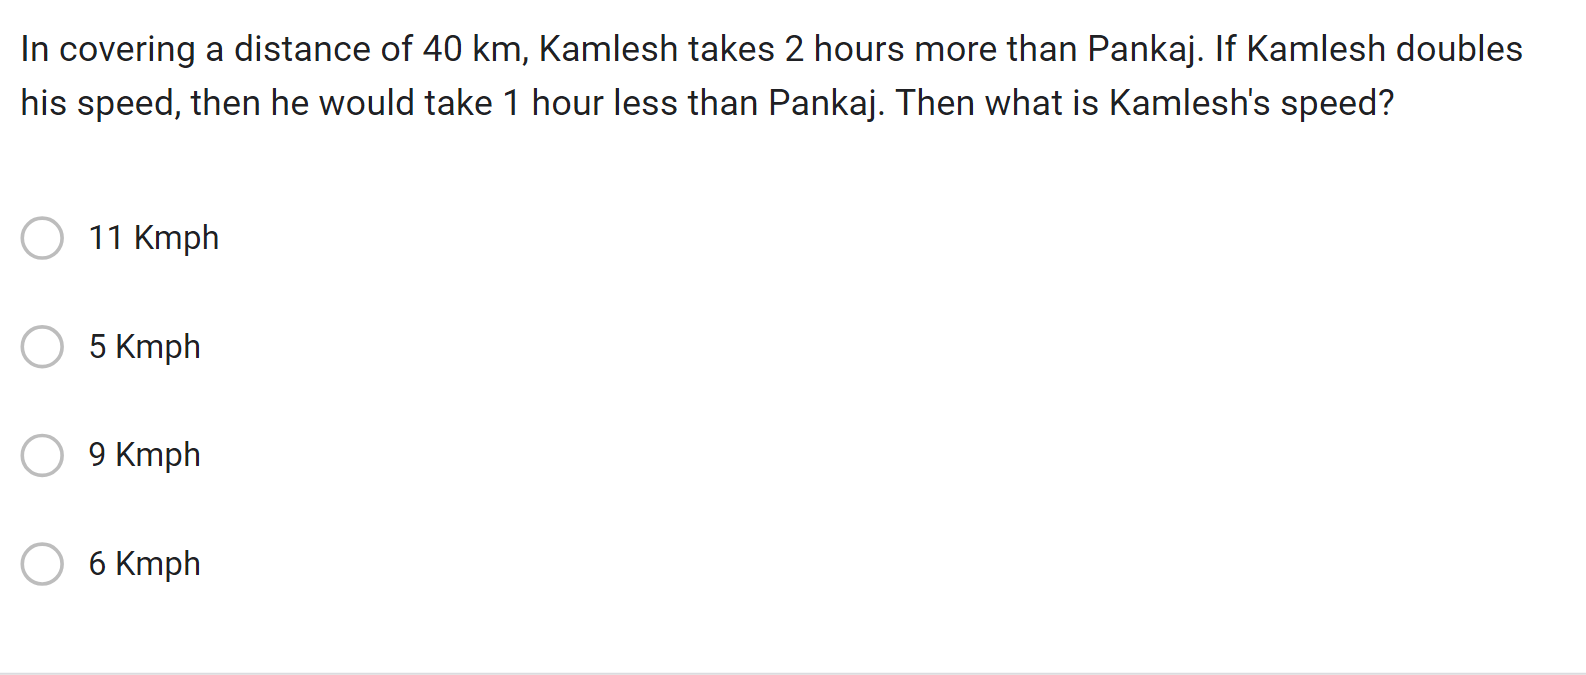 In covering a distance of 40 km, Kamlesh takes 2 hours more than Pankaj. If Kamlesh doubles
his speed, then he would take 1 hour less than Pankaj. Then what is Kamlesh's speed?
11 Kmph
5 Kmph
9 Kmph
6 Kmph